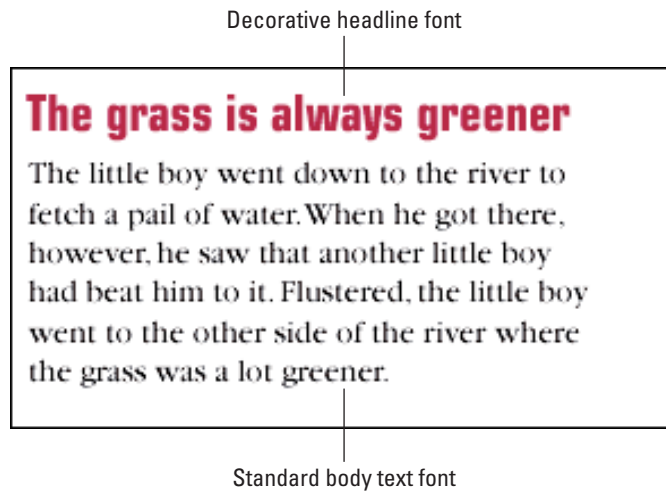 Decorative headline font
The grass is always greener
The little boy went down to the river to
fetch a pail of water. When he got there,
however, he saw that another little boy
had beat him to it. Flustered, the little boy
went to the other side of the river where
the grass was a lot greener.
Standard body text font